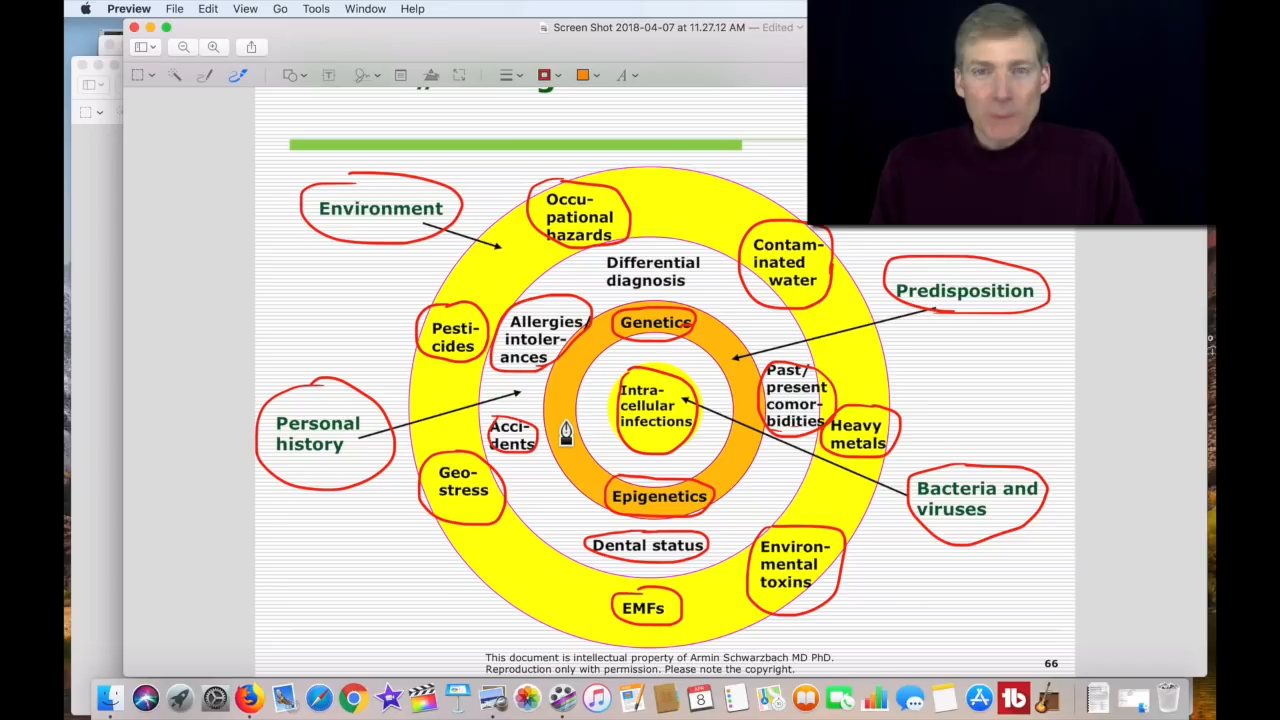 Preview File Edit View Go Tools Window Help
Screen Shot 2018-04-07 at 11.27.12 AM — Edited
Environment
Occu-
pational
hazards
Contam-
inated
water
Differential
diagnosis
Predisposition
Pesti-
cides
Allergies/
intoler-
ances
Genetics
Past/
present
comor-
bidities
Intra-
cellular
infections
Personal
history
Acci-
dents
Heavy
metals
Geo-
stress
Epigenetics
Bacteria and
viruses
Dental status
Environ-
mental
toxins
EMFs
This document is intellectual property of Armin Schwarzbach MD PhD.
Reproduction only with permission. Please note the copyright.
66
APR
8